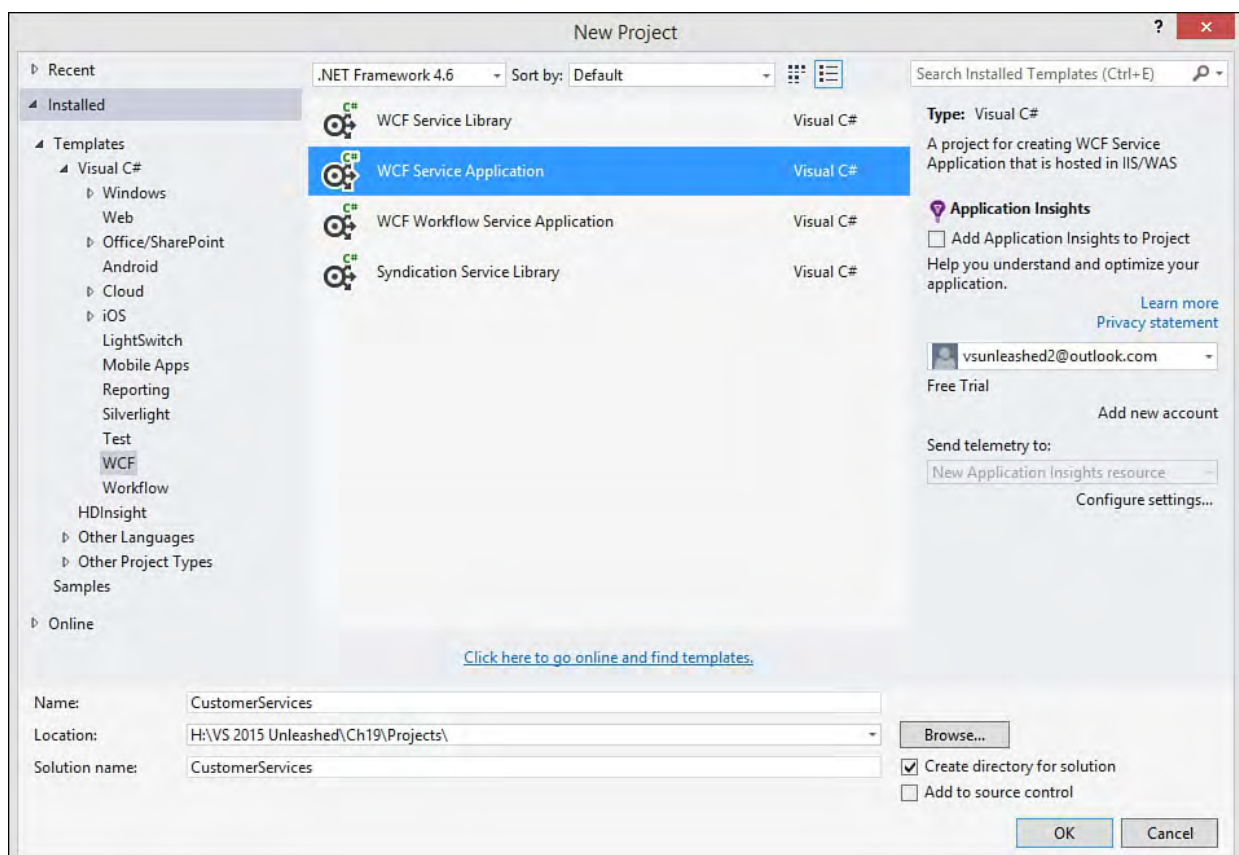 New Project
?
Recent
Installed
Templates
Visual C#
Windows
Web
Office/SharePoint
Android
Cloud
iOS
LightSwitch
Mobile Apps
Reporting
Silverlight
Test
WCF
Workflow
HDInsight
Other Languages
Other Project Types
Samples
Online
.NET Framework 4.6
Sort by: Default
C# WCF Service Library Visual C#
C# WCF Service Application Visual C#
C# WCF Workflow Service Application Visual C#
C# Syndication Service Library Visual C#
Click here to go online and find templates.
Search Installed Templates (Ctrl+E)
Type: Visual C#
A project for creating WCF Service
Application that is hosted in IIS/WAS
Application Insights
Add Application Insights to Project
Help you understand and optimize your
application.
Learn more
Privacy statement
vsunleashed2@outlook.com
Free Trial
Add new account
Send telemetry to:
New Application Insights resource
Configure settings...
Name: CustomerServices
Location: H:\VS 2015 Unleashed\Ch19\Projects\
Browse...
Solution name: CustomerServices
Create directory for solution
Add to source control
OK
Cancel